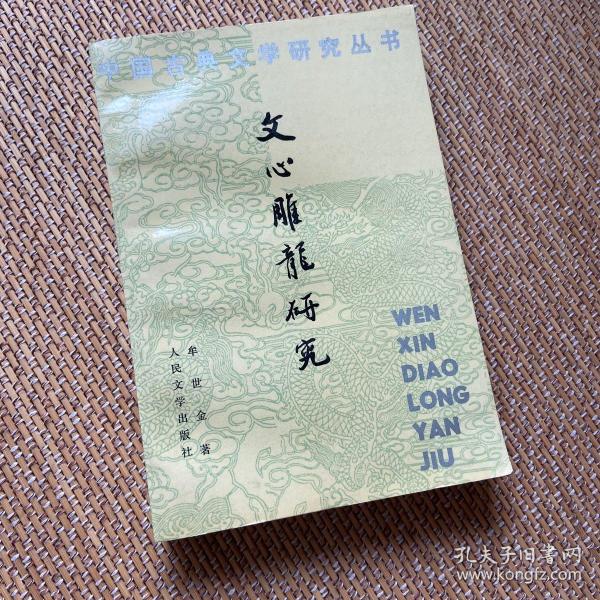 中国古典文学研究丛书
文心雕龍研究
WEN
XIN
DIAO
LONG
YAN
JIU
牟世金著
人民文学出版社
孔夫子旧書网
www.kongfz.com